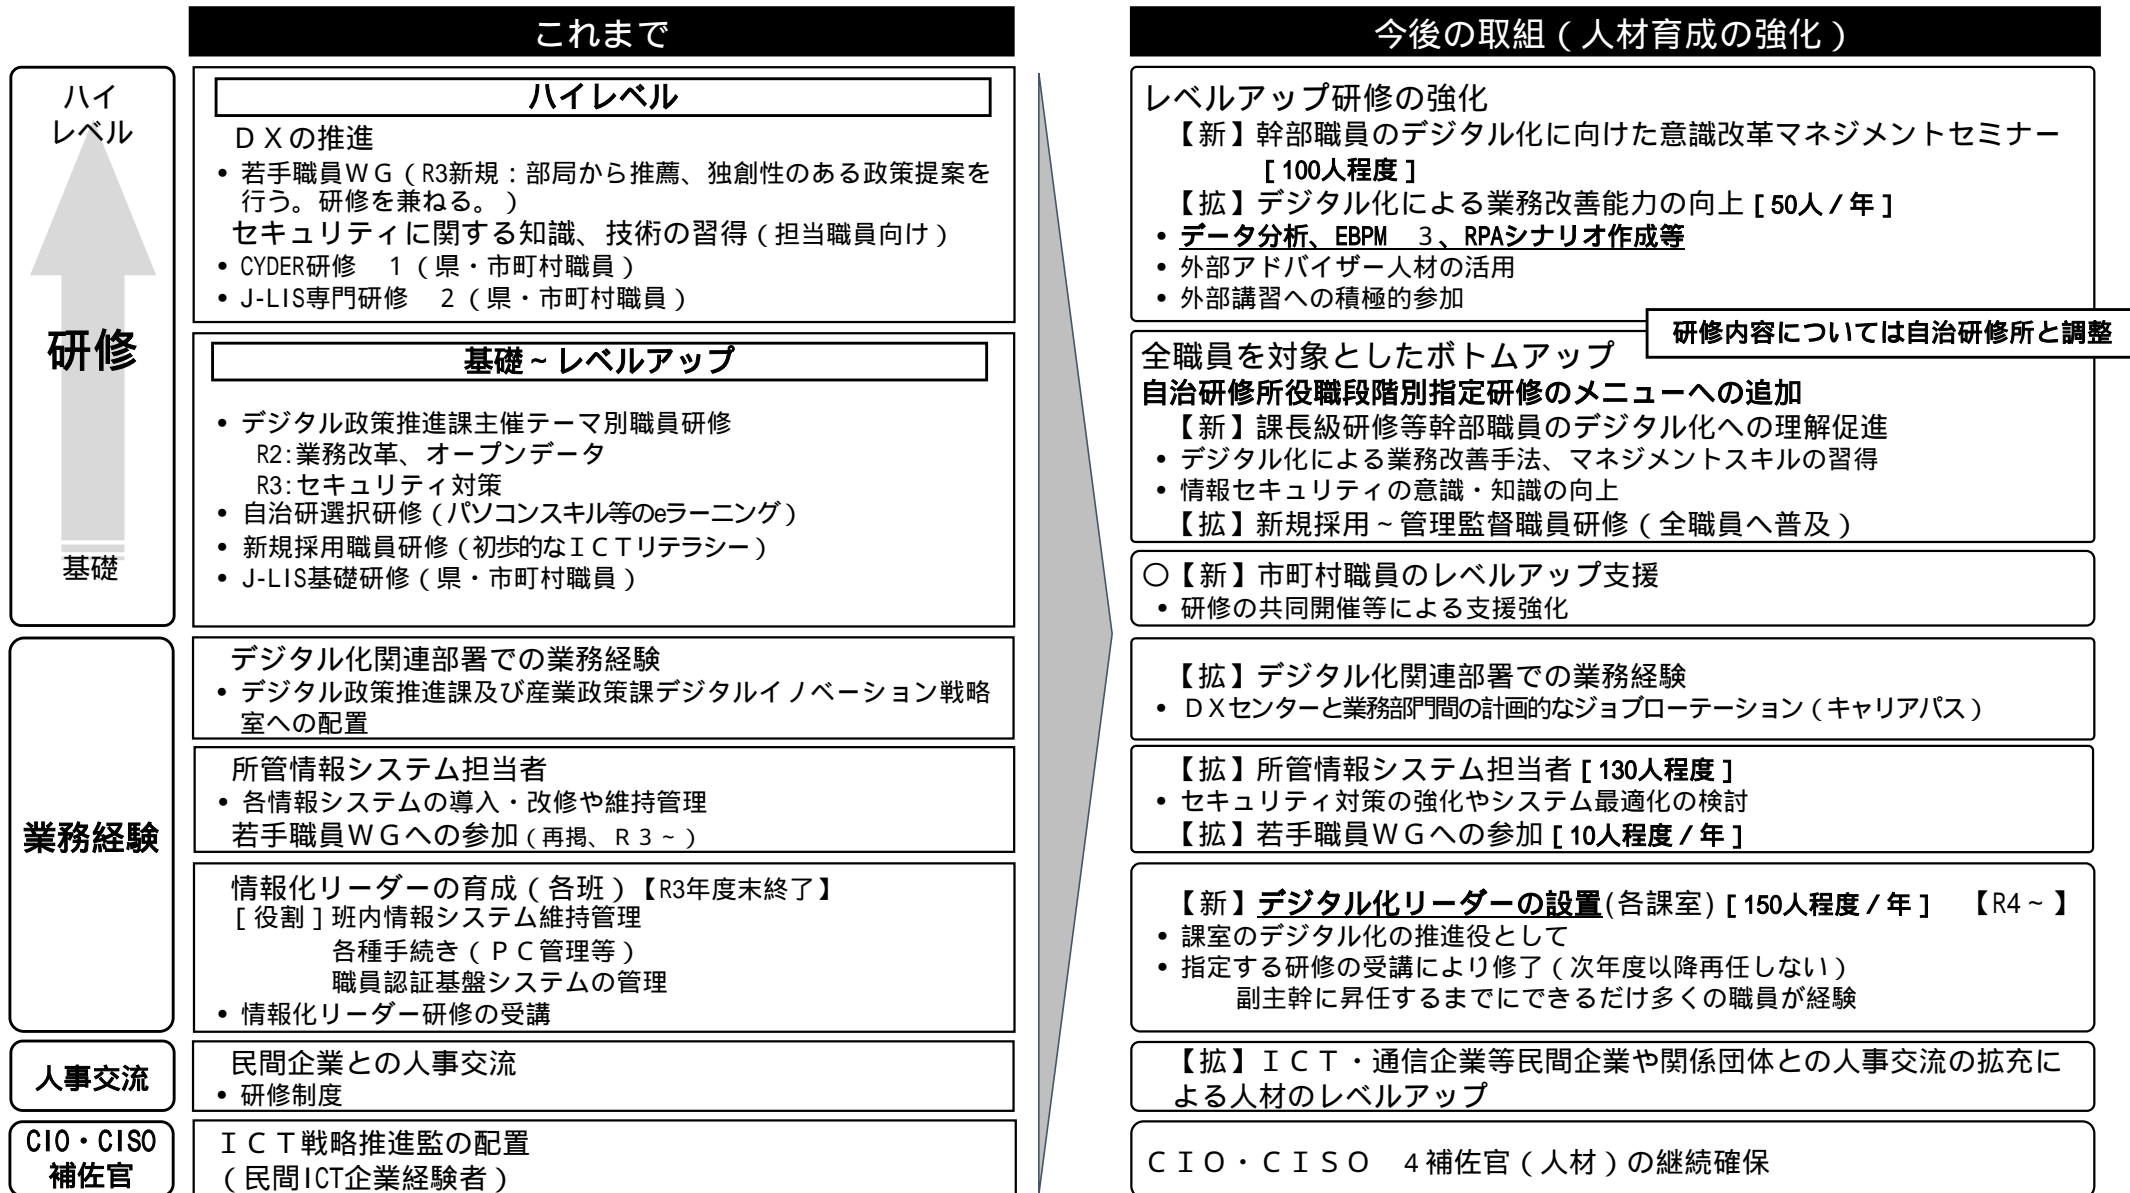 これまで
今後の取組（人材育成の強化）
ハイ
レベル
研修
基礎
ハイレベル
ＤＸの推進
• 若手職員ＷＧ（R3新規：部局から推薦、独創性のある政策提案を
行う。研修を兼ねる。）
セキュリティに関する知識、技術の習得（担当職員向け）
• CYDER研修　１（県・市町村職員）
• J-LIS専門研修　２（県・市町村職員）
基礎～レベルアップ
• デジタル政策推進課主催テーマ別職員研修
R2:業務改革、オープンデータ
R3:セキュリティ対策
• 自治研選択研修（パソコンスキル等のeラーニング）
• 新規採用職員研修（初歩的なＩＣＴリテラシー）
• J-LIS基礎研修（県・市町村職員）
レベルアップ研修の強化
【新】幹部職員のデジタル化に向けた意識改革マネジメントセミナー
[100人程度]
【拡】デジタル化による業務改善能力の向上[50人／年]
• データ分析、EBPM　３、RPAシナリオ作成等
• 外部アドバイザー人材の活用
• 外部講習への積極的参加
研修内容については自治研修所と調整
全職員を対象としたボトムアップ
自治研修所役職段階別指定研修のメニューへの追加
【新】課長級研修等幹部職員のデジタル化への理解促進
• デジタル化による業務改善手法、マネジメントスキルの習得
• 情報セキュリティの意識・知識の向上
【拡】新規採用～管理監督職員研修（全職員へ普及）
○【新】市町村職員のレベルアップ支援
• 研修の共同開催等による支援強化
業務経験
デジタル化関連部署での業務経験
• デジタル政策推進課及び産業政策課デジタルイノベーション戦略
室への配置
【拡】デジタル化関連部署での業務経験
• ＤＸセンターと業務部門間の計画的なジョブローテーション（キャリアパス）
所管情報システム担当者
• 各情報システムの導入・改修や維持管理
若手職員ＷＧへの参加（再掲、Ｒ３～）
【拡】所管情報システム担当者[130人程度]
• セキュリティ対策の強化やシステム最適化の検討
【拡】若手職員ＷＧへの参加[10人程度／年]
情報化リーダーの育成（各班）【R3年度末終了】
[役割]班内情報システム維持管理
各種手続き（ＰＣ管理等）
職員認証基盤システムの管理
• 情報化リーダー研修の受講
【新】デジタル化リーダーの設置(各課室)[150人程度／年]　【R4～】
• 課室のデジタル化の推進役として
• 指定する研修の受講により修了（次年度以降再任しない）
副主幹に昇任するまでにできるだけ多くの職員が経験
人事交流
民間企業との人事交流
• 研修制度
【拡】ＩＣＴ・通信企業等民間企業や関係団体との人事交流の拡充に
よる人材のレベルアップ
CIO・CISO
補佐官
ＩＣＴ戦略推進監の配置
（民間ICT企業経験者）
ＣＩＯ・ＣＩＳＯ　４補佐官（人材）の継続確保